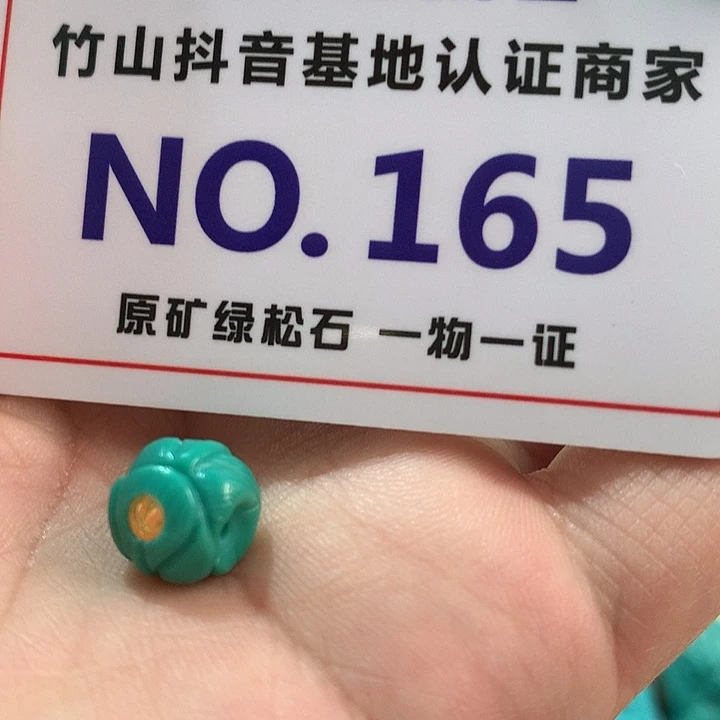 竹山抖音基地认证商家
NO.165
原矿绿松石 一物一证